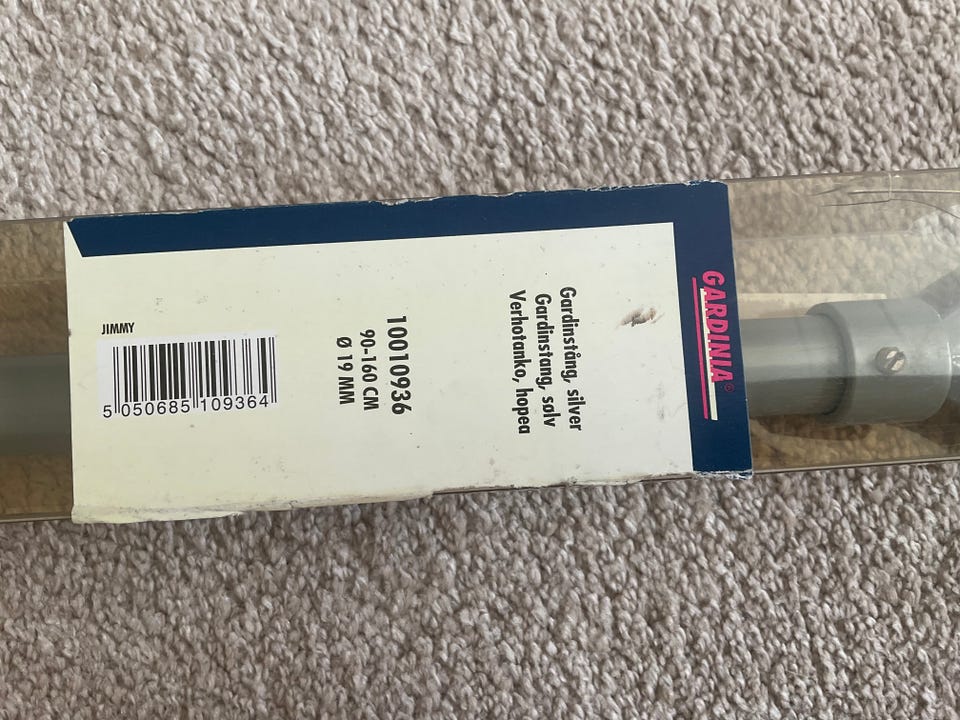 GARDINIA®
Gardinstång, silver
Gardinstang, sølv
Verhotanko, hopea
10010936
90-160 CM
Ø 19 MM
JIMMY
5 050685 109364